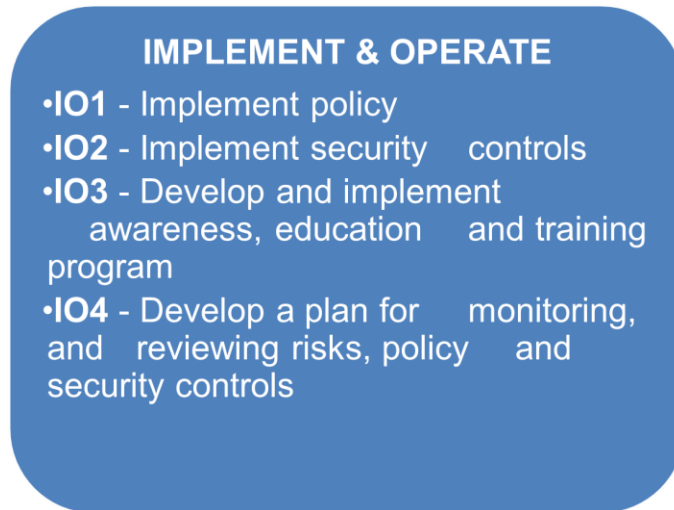 IMPLEMENT & OPERATE
•IO1 - Implement policy
•IO2 - Implement security controls
•IO3 - Develop and implement
awareness, education and training
program
•IO4 - Develop a plan for monitoring,
and reviewing risks, policy and
security controls